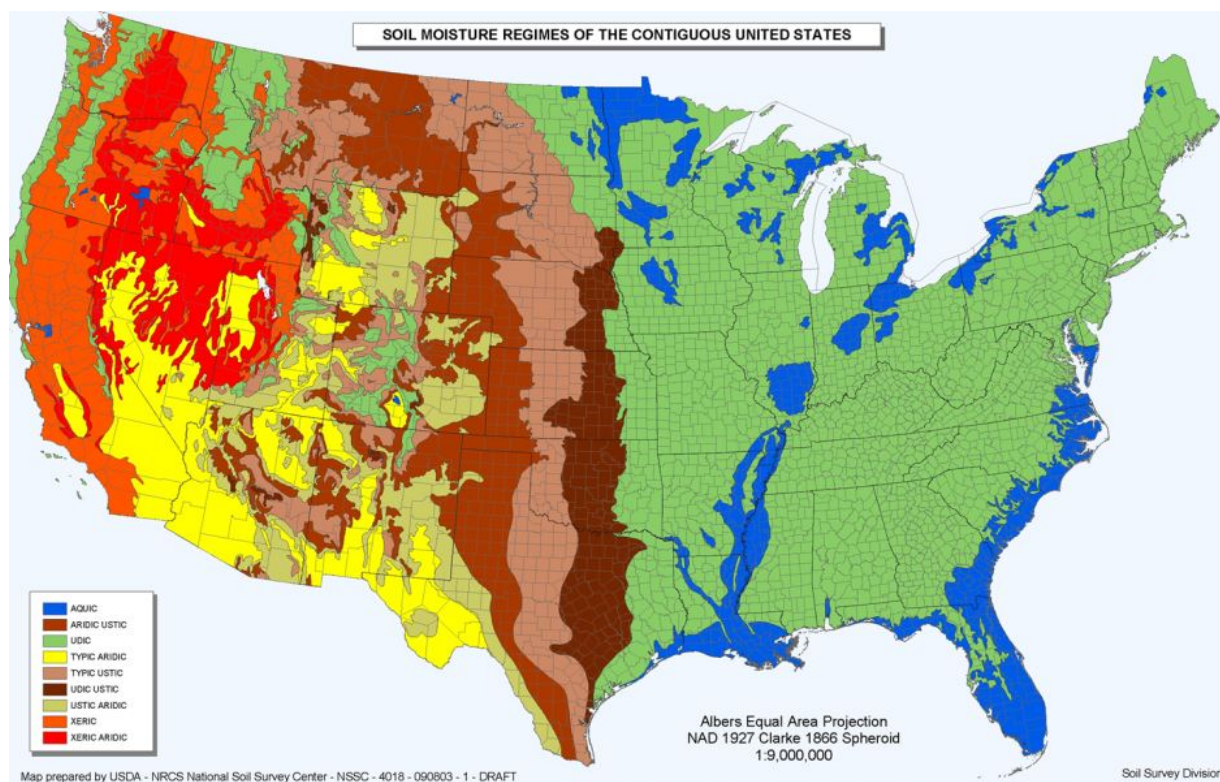 SOIL MOISTURE REGIMES OF THE CONTIGUOUS UNITED STATES
AQUIC
ARIDIC USTIC
UDIC
TYPIC ARIDIC
TYPIC USTIC
UDIC USTIC
USTIC ARIDIC
XERIC
XERIC ARIDIC
Albers Equal Area Projection
NAD 1927 Clarke 1866 Spheroid
1:9,000,000
Map prepared by USDA - NRCS National Soil Survey Center - NSSC - 4018 - 090803 - 1 - DRAFT
Soil Survey Division